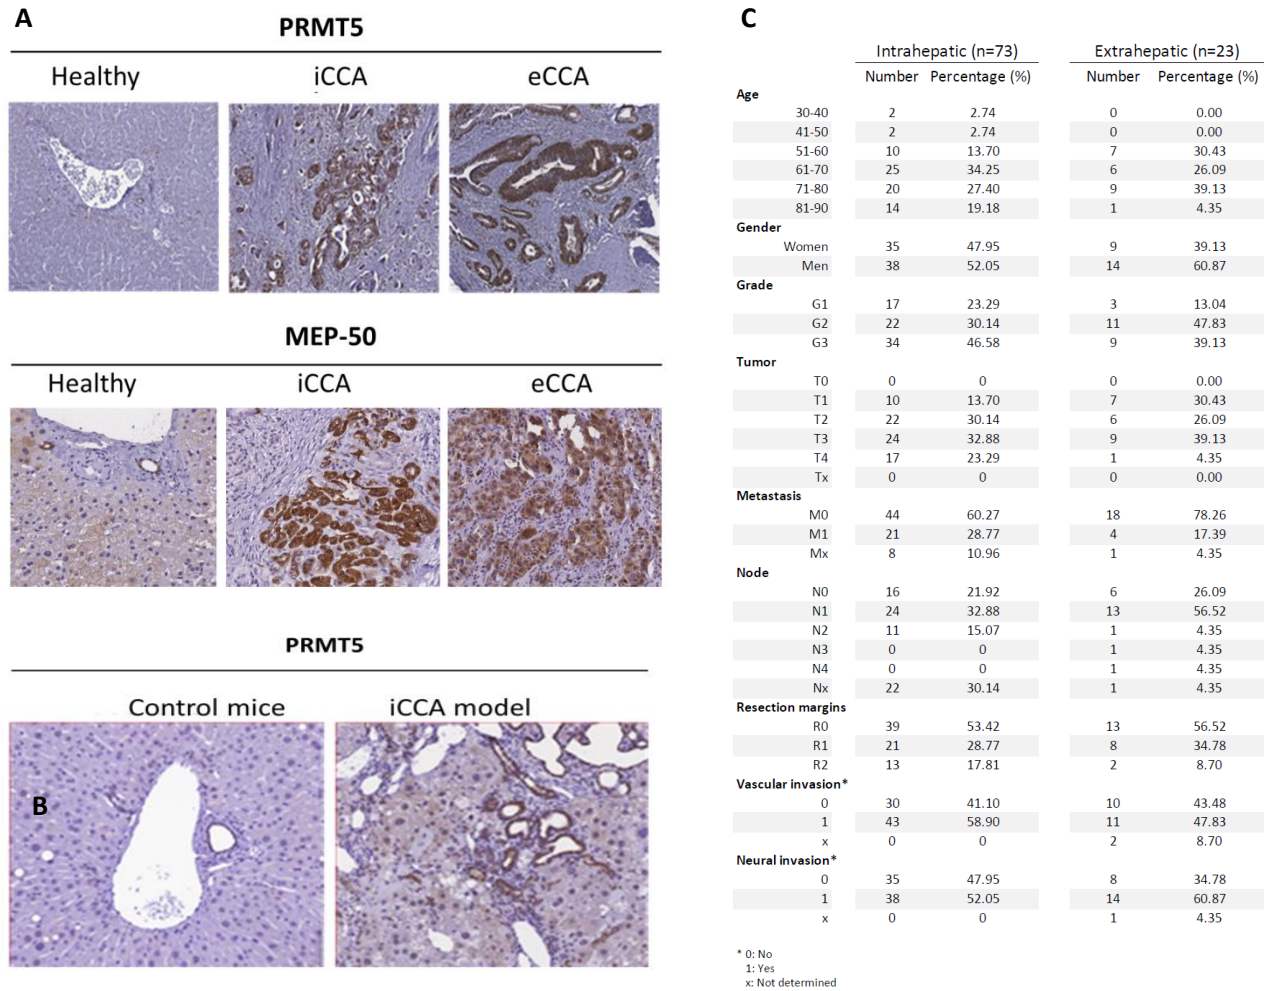 A
PRMT5
Healthy iCCA eCCA
MEP-50
Healthy iCCA eCCA
PRMT5
Control mice iCCA model
B
C
Intrahepatic (n=73) Extrahepatic (n=23)
Number Percentage (%) Number Percentage (%)
Age
30-40 2 2.74 0 0.00
41-50 2 2.74 0 0.00
51-60 10 13.70 7 30.43
61-70 25 34.25 6 26.09
71-80 20 27.40 9 39.13
81-90 14 19.18 1 4.35
Gender
Women 35 47.95 9 39.13
Men 38 52.05 14 60.87
Grade
G1 17 23.29 3 13.04
G2 22 30.14 11 47.83
G3 34 46.58 9 39.13
Tumor
T0 0 0 0 0.00
T1 10 13.70 7 30.43
T2 22 30.14 6 26.09
T3 24 32.88 9 39.13
T4 17 23.29 1 4.35
Tx 0 0 0 0.00
Metastasis
M0 44 60.27 18 78.26
M1 21 28.77 4 17.39
Mx 8 10.96 1 4.35
Node
N0 16 21.92 6 26.09
N1 24 32.88 13 56.52
N2 11 15.07 1 4.35
N3 0 0 1 4.35
N4 0 0 1 4.35
Nx 22 30.14 1 4.35
Resection margins
R0 39 53.42 13 56.52
R1 21 28.77 8 34.78
R2 13 17.81 2 8.70
Vascular invasion*
0 30 41.10 10 43.48
1 43 58.90 11 47.83
x 0 0 2 8.70
Neural invasion*
0 35 47.95 8 34.78
1 38 52.05 14 60.87
x 0 0 1 4.35
* 0: No
1: Yes
x: Not determined